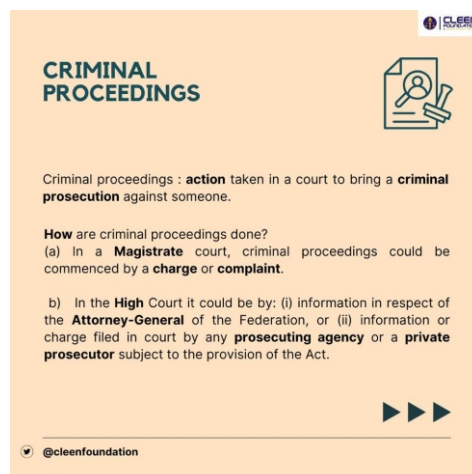 CLEEN
FOUNDATION
CRIMINAL
PROCEEDINGS
Criminal proceedings : action taken in a court to bring a criminal
prosecution against someone.
How are criminal proceedings done?
(a) In a Magistrate court, criminal proceedings could be
commenced by a charge or complaint.
b) In the High Court it could be by: (i) information in respect of
the Attorney-General of the Federation, or (ii) information or
charge filed in court by any prosecuting agency or a private
prosecutor subject to the provision of the Act.
@cleenfoundation